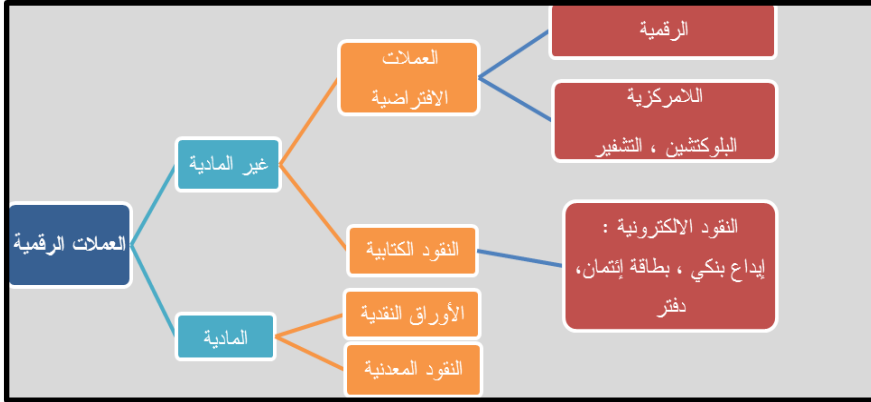 العملات الرقمية
غير المادية
العملات
الافتراضية
الرقمية
اللامركزية
البلوكتشين ، التشفير
النقود الكتابية
النقود الالكترونية :
إيداع بنكي ، بطاقة إئتمان،
دفتر
المادية
الأوراق النقدية
النقود المعدنية